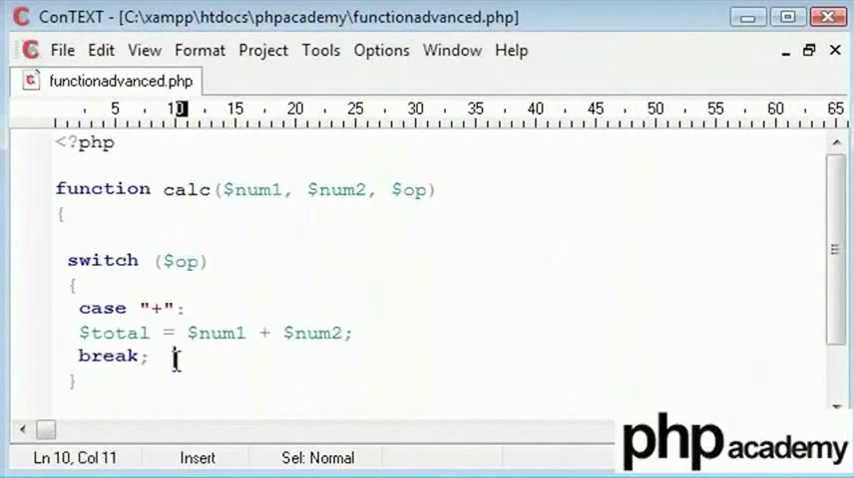 ConTEXT - [C:\xampp\htdocs\phpacademy\functionadvanced.php]
File Edit View Format Project Tools Options Window Help
functionadvanced.php
5 10 15 20 25 30 35 40 45 50 55 60 65
<?php
function calc($num1, $num2, $op)
{
switch ($op)
{
case "+":
$total = $num1 + $num2;
break;
}
Ln 10, Col 11 Insert Sel: Normal
php academy